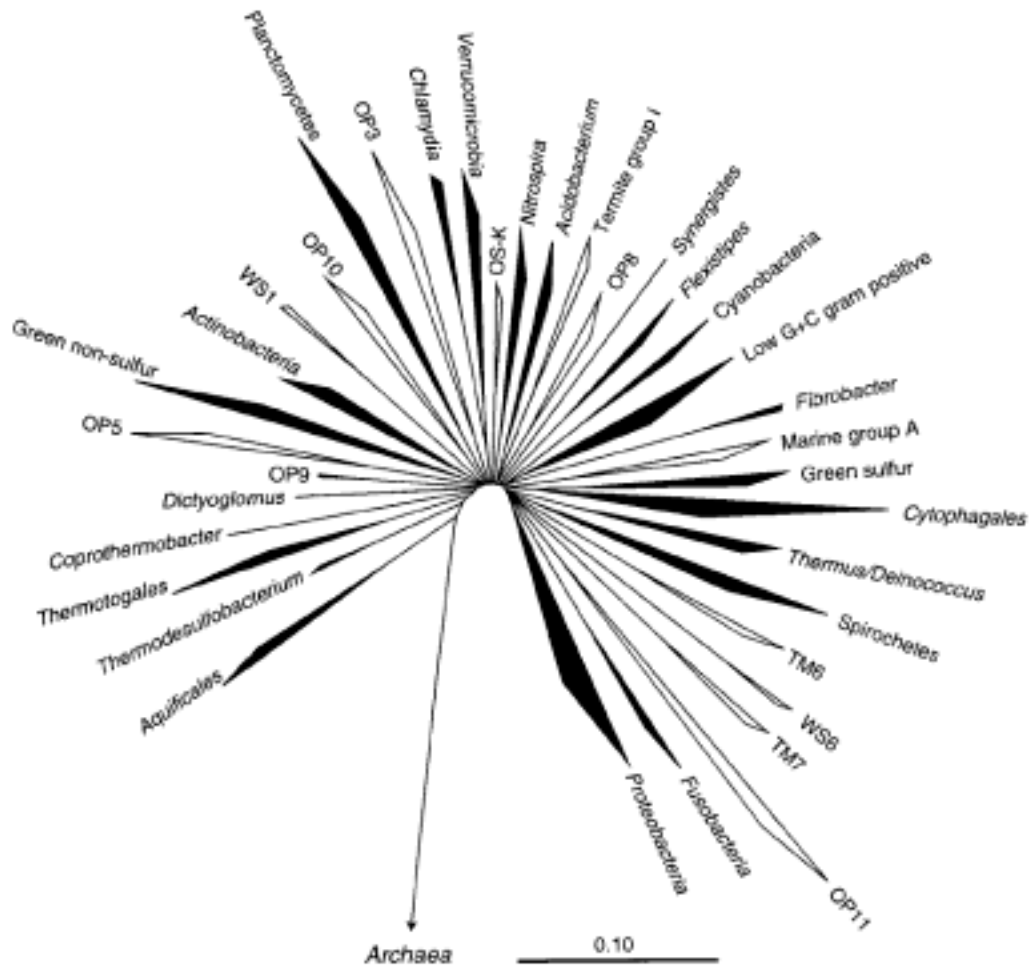 Planctomycetes
OP3
Chlamydia
Verrucomicrobia
OS-K
Nitrospira
Acidobacterium
Termite group I
OP8
Synergistes
Flexistipes
Cyanobacteria
Low G+C gram positive
Fibrobacter
Marine group A
Green sulfur
Cytophagales
Thermus/Deinococcus
Spirochetes
TM6
WS6
TM7
OP11
Fusobacteria
Proteobacteria
Archaea
0.10
Aquificales
Thermodesulfobacterium
Thermotogales
Coprothermobacter
Dictyoglomus
OP9
OP5
Green non-sulfur
Actinobacteria
WS1
OP10